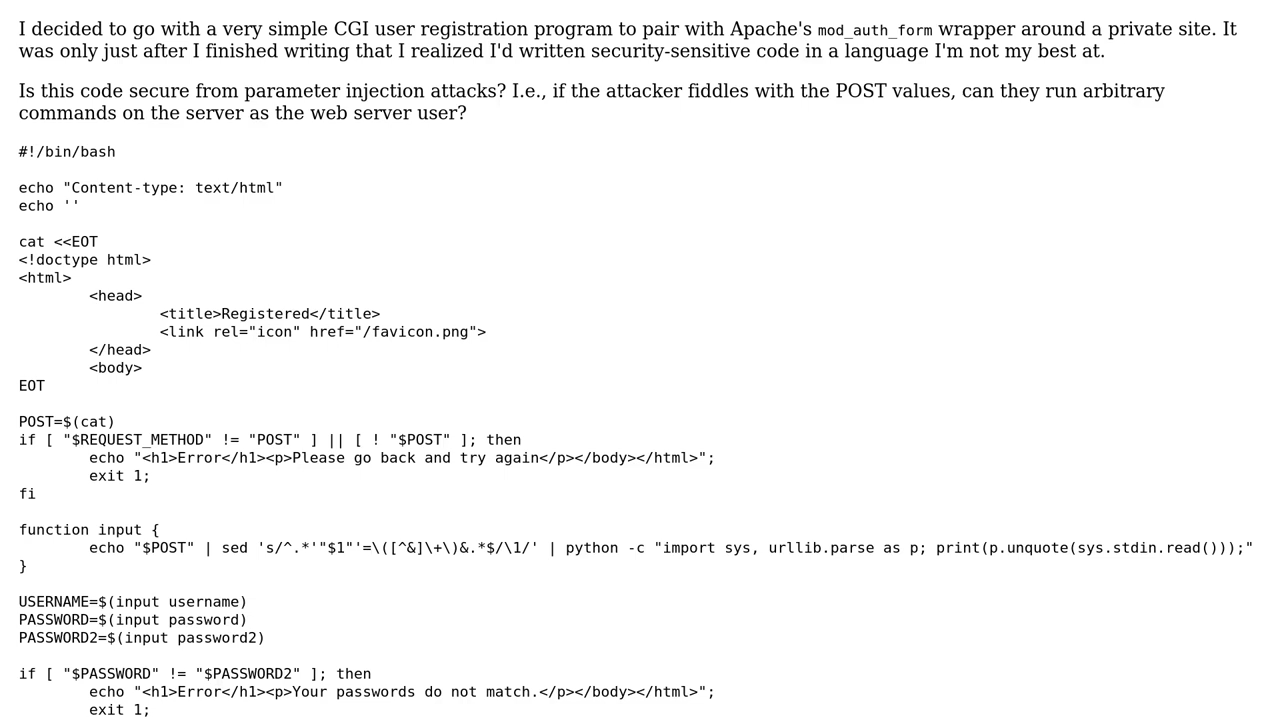 I decided to go with a very simple CGI user registration program to pair with Apache's mod_auth_form wrapper around a private site. It
was only just after I finished writing that I realized I'd written security-sensitive code in a language I'm not my best at.
Is this code secure from parameter injection attacks? I.e., if the attacker fiddles with the POST values, can they run arbitrary
commands on the server as the web server user?
#!/bin/bash
echo "Content-type: text/html"
echo ''
cat <<EOT
<!doctype html>
<html>
        <head>
                <title>Registered</title>
                <link rel="icon" href="/favicon.png">
        </head>
        <body>
EOT
POST=$(cat)
if [ "$REQUEST_METHOD" != "POST" ] || [ ! "$POST" ]; then
        echo "<h1>Error</h1><p>Please go back and try again</p></body></html>";
        exit 1;
fi
function input {
        echo "$POST" | sed 's/^.*'"$1"'=\([^&]\+\)&.*$/\1/' | python -c "import sys, urllib.parse as p; print(p.unquote(sys.stdin.read()));"
}
USERNAME=$(input username)
PASSWORD=$(input password)
PASSWORD2=$(input password2)
if [ "$PASSWORD" != "$PASSWORD2" ]; then
        echo "<h1>Error</h1><p>Your passwords do not match.</p></body></html>";
        exit 1;